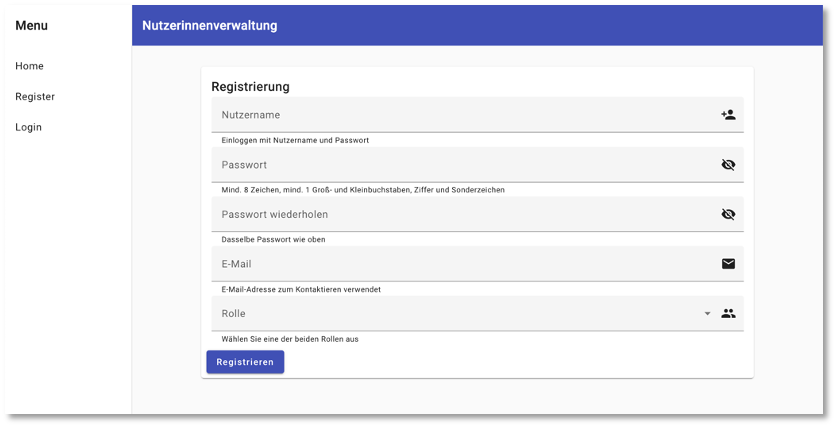 Menu
Nutzerinnenverwaltung
Home
Register
Login
Registrierung
Nutzername
Einloggen mit Nutzername und Passwort
Passwort
Mind. 8 Zeichen, mind. 1 Groß- und Kleinbuchstaben, Ziffer und Sonderzeichen
Passwort wiederholen
Dasselbe Passwort wie oben
E-Mail
E-Mail-Adresse zum Kontaktieren verwendet
Rolle
Wählen Sie eine der beiden Rollen aus
Registrieren